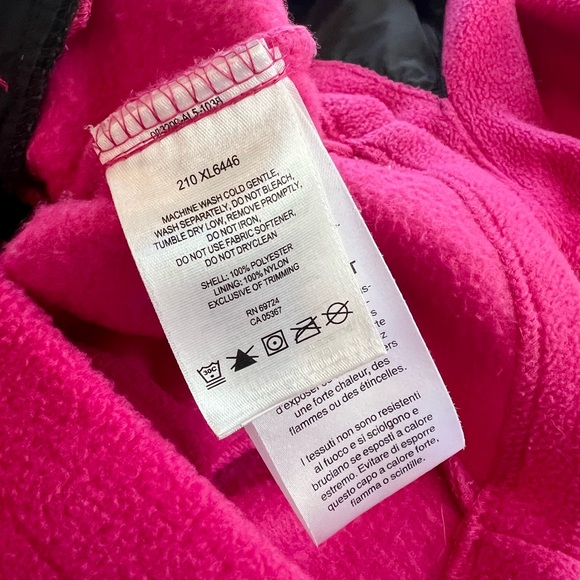 210 XL6446
MACHINE WASH COLD GENTLE,
WASH SEPARATELY, DO NOT BLEACH,
TUMBLE DRY LOW, REMOVE PROMPTLY,
DO NOT IRON,
DO NOT USE FABRIC SOFTENER,
DO NOT DRYCLEAN
SHELL: 100% POLYESTER
LINING: 100% NYLON
EXCLUSIVE OF TRIMMING
RN 69724
CA 05367
30C
d'exposer
une forte chaleur, des
flammes ou des étincelles.
I tessuti non sono resistenti
al fuoco e si sciolgono e
bruciano se esposti a calore
estremo. Evitare di esporre
questo capo a calore forte,
fiamma o scintille.